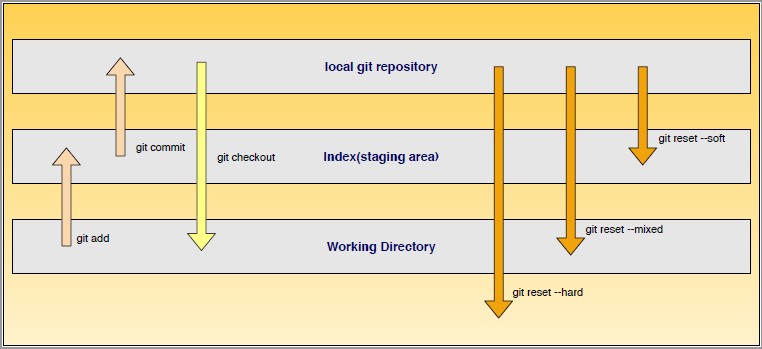 local git repository
git reset --soft
git commit
git checkout
Index(staging area)
git add
Working Directory
git reset --mixed
git reset --hard